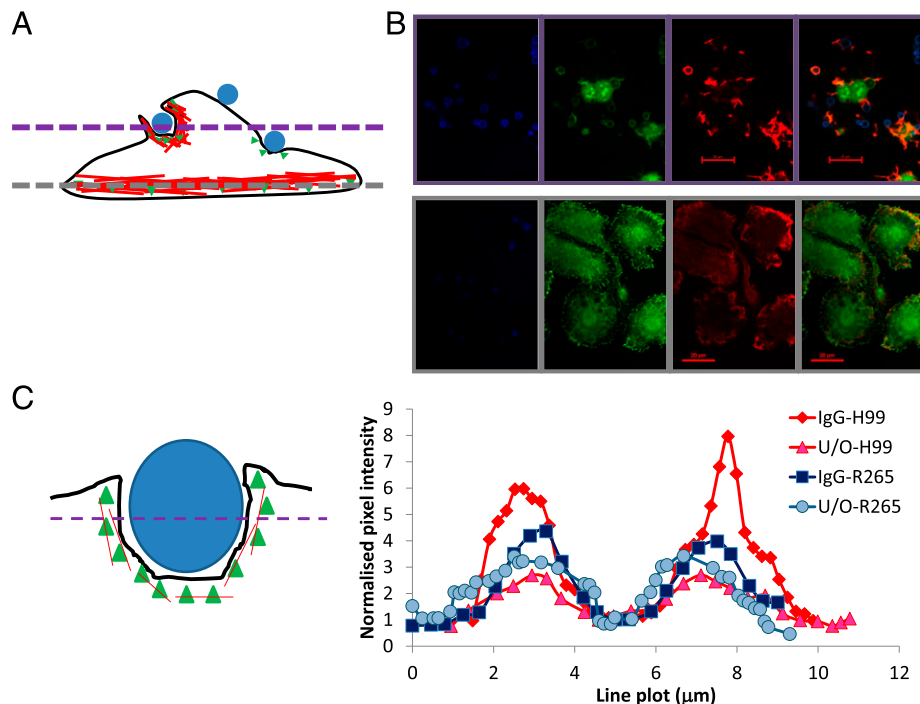 A
B
20 µm
20 µm
C
Normalised pixel intensity
9
8
7
6
5
4
3
2
1
0
0 2 4 6 8 10 12
Line plot (µm)
IgG-H99
U/O-H99
IgG-R265
U/O-R265